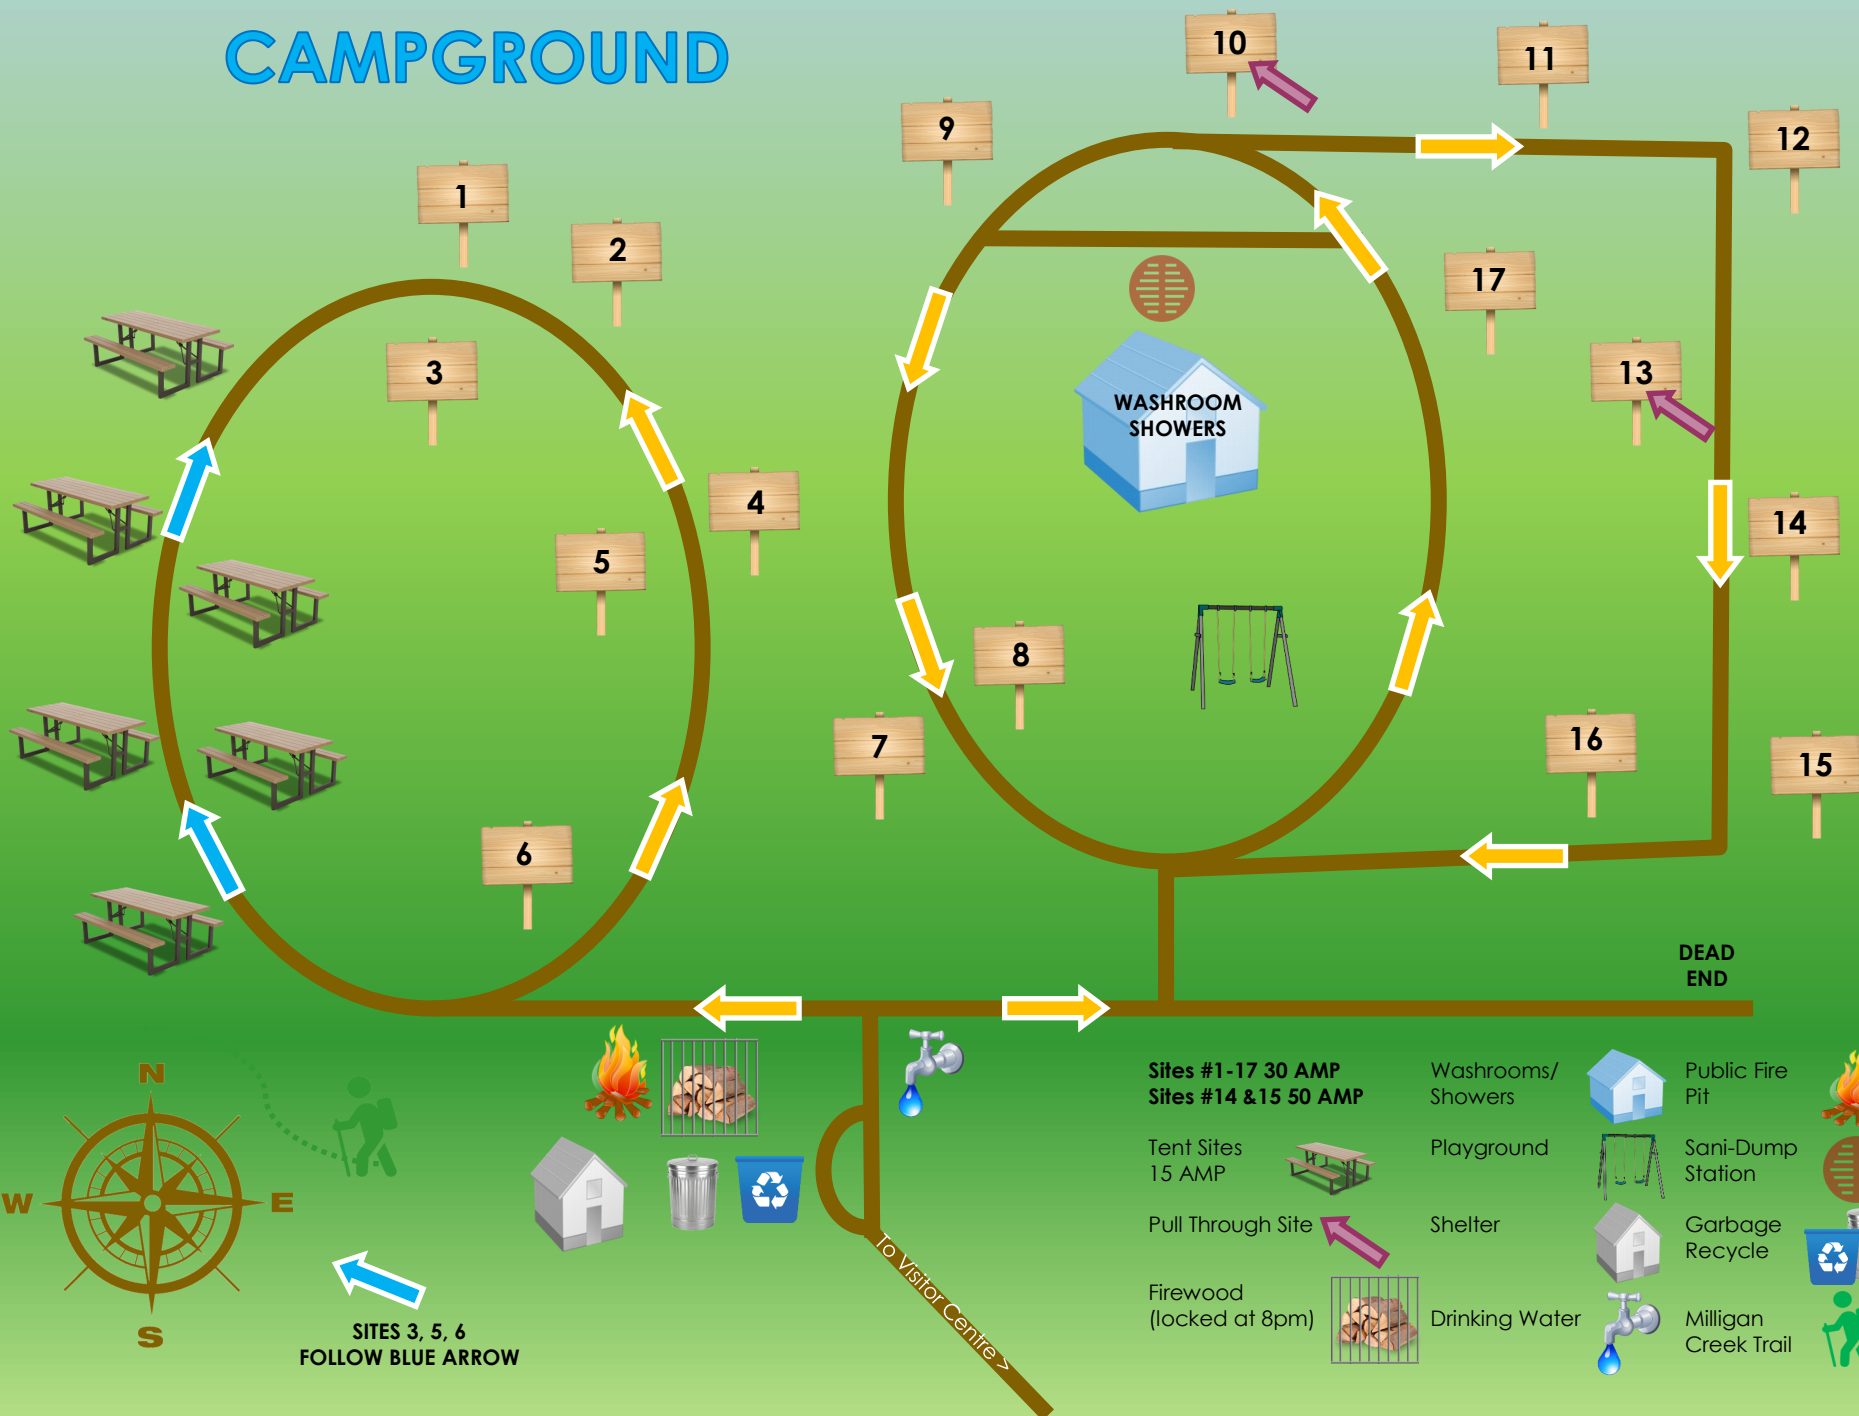 CAMPGROUND
10
11
9
12
1
2
17
3
13
WASHROOM
SHOWERS
4
14
5
8
7
16
15
6
DEAD
END
N
W
E
S
SITES 3, 5, 6
FOLLOW BLUE ARROW
To Visitor Centre >
Sites #1-17 30 AMP
Sites #14 &15 50 AMP
Tent Sites
15 AMP
Pull Through Site
Firewood
(locked at 8pm)
Washrooms/
Showers
Playground
Shelter
Drinking Water
Public Fire
Pit
Sani-Dump
Station
Garbage
Recycle
Milligan
Creek Trail